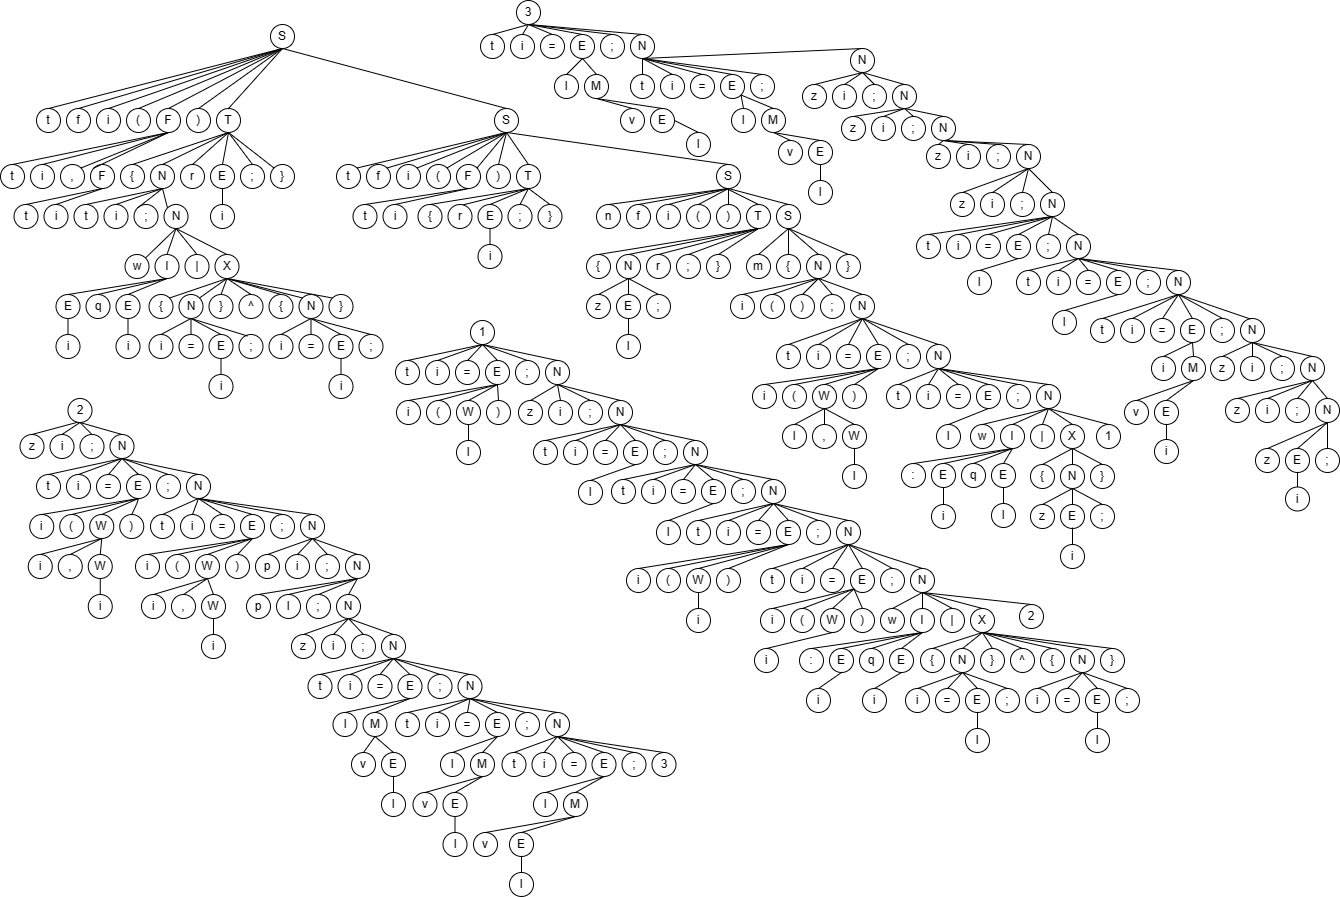 3
S
t i = E ; N
N
l M t i = E ;
z i ; N
t f i ( F ) T S v E l M
z i ; N
l v E
z i ; N
t i , F { N r E ; } t f i ( F ) T S
l
z i ; N
t i t i ; N i t i { r E ; } n f i ( ) T S
t i = E ; N
i
w I | X { N r ; } m { N }
l t i = E ; N
E q E { N } ^ { N } z E ; i ( ) ; N
l t i = E ; N
1
i i i = E ; i = E ; l t i = E ; N
t i = E ; N i M z i ; N
i i i ( W ) t i = E ; N
2 i ( W ) z i ; N v E z i ; N
l l , W l w I | X 1
z i ; N t i = E ; N i z E ;
l : E q E { N }
t i = E ; N l t i = E ; N l i
i l z E ;
i ( W ) t i = E ; N l t i = E ; N
i
i , W i ( W ) p i ; N i ( W ) t i = E ; N
i i , W p l ; N i i ( W ) w I | X 2
i z i ; N i : E q E { N } ^ { N }
t i = E ; N i i i = E ; i = E ;
l M t i = E ; N l l
v E l M t i = E ; 3
l v E l M
l v E
l